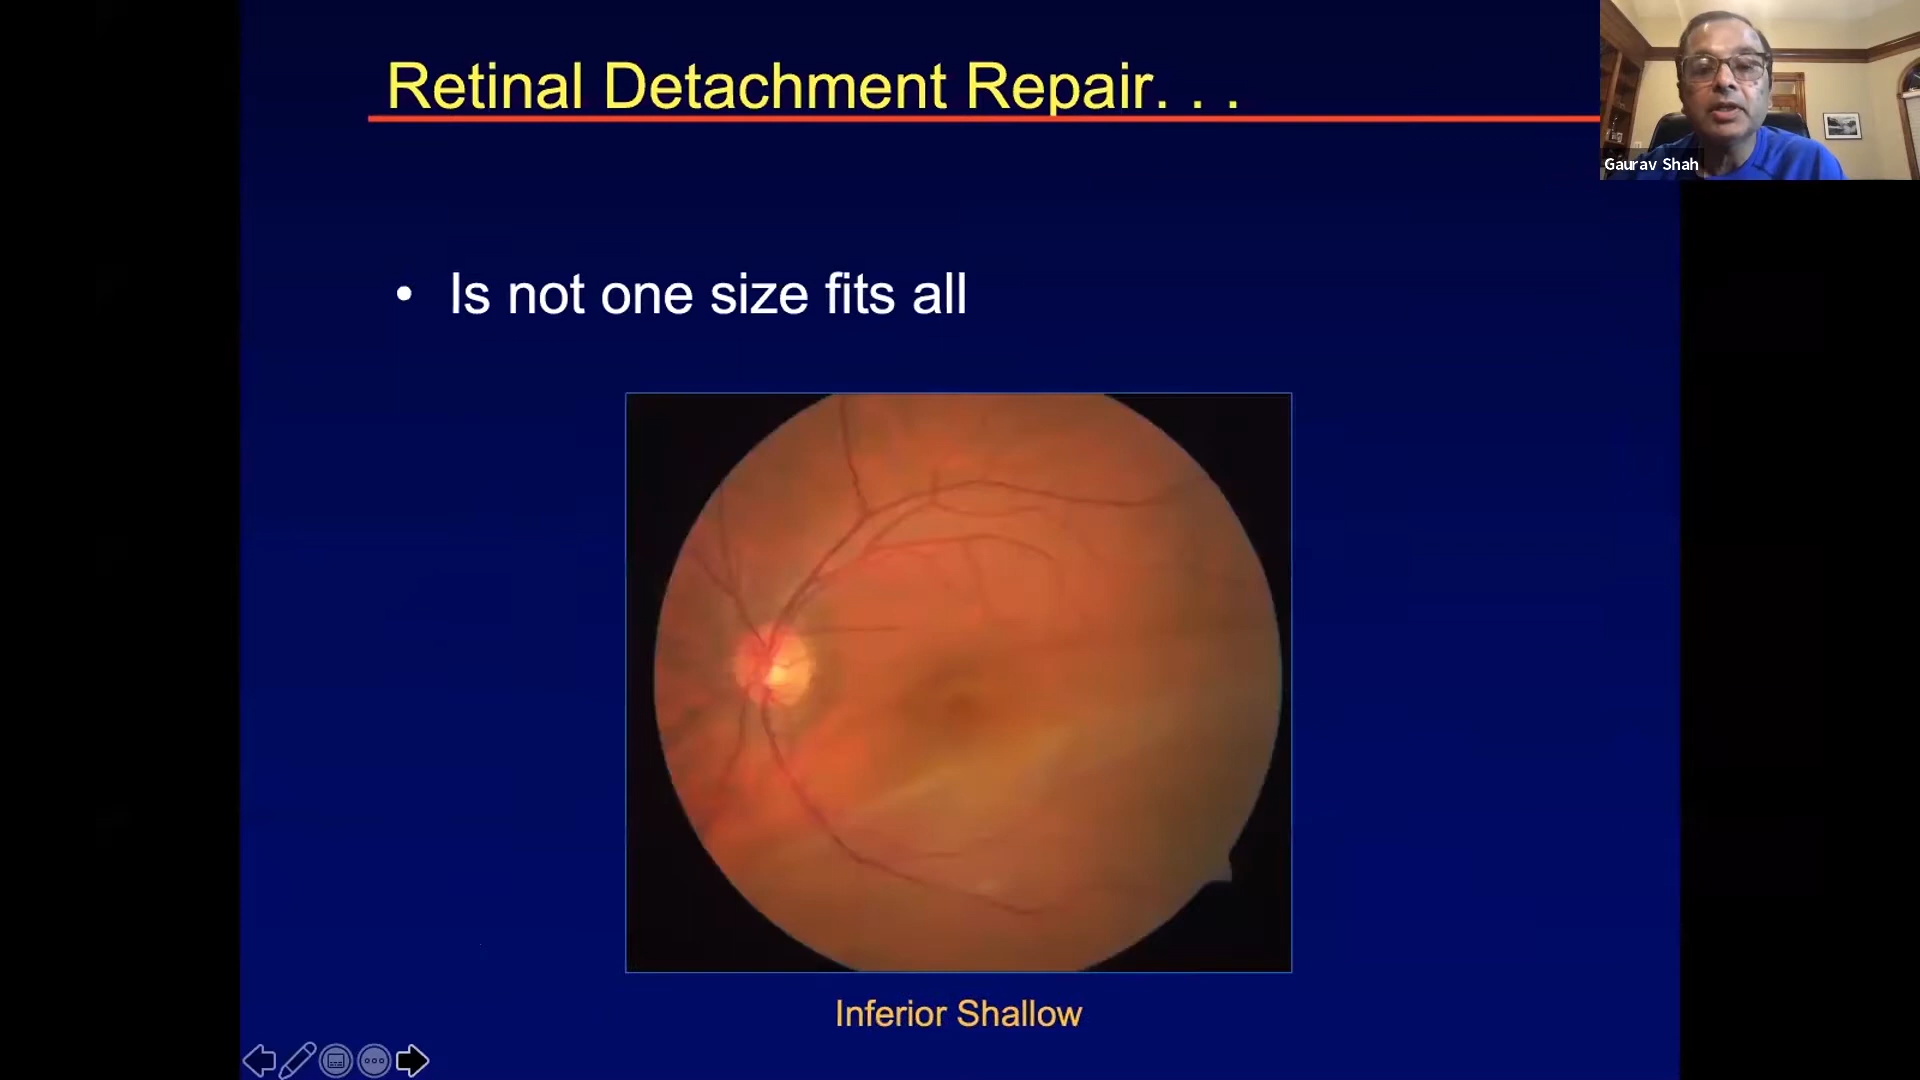 Retinal Detachment Repair. . .
Gaurav Shah
• Is not one size fits all
Inferior Shallow